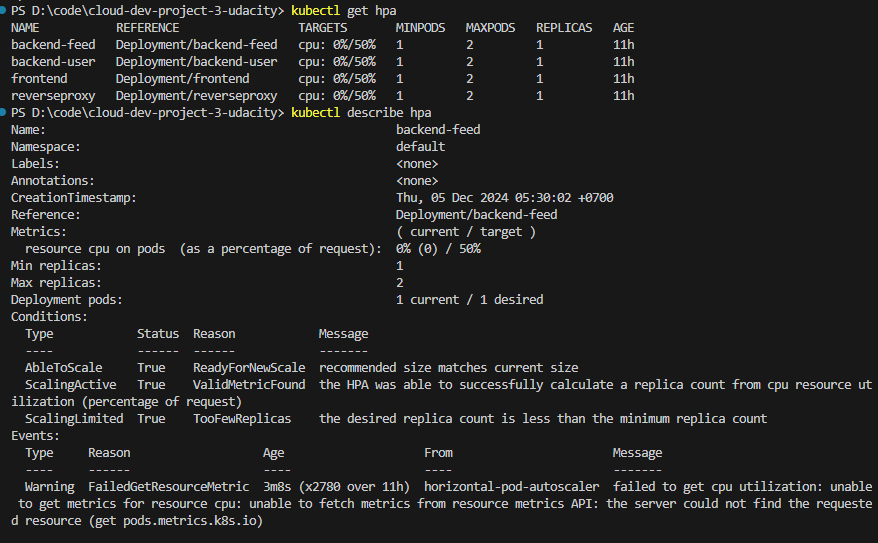 PS D:\code\cloud-dev-project-3-udacity> kubectl get hpa
NAME REFERENCE TARGETS MINPODS MAXPODS REPLICAS AGE
backend-feed Deployment/backend-feed cpu: 0%/50% 1 2 1 11h
backend-user Deployment/backend-user cpu: 0%/50% 1 2 1 11h
frontend Deployment/frontend cpu: 0%/50% 1 2 1 11h
reverseproxy Deployment/reverseproxy cpu: 0%/50% 1 2 1 11h
PS D:\code\cloud-dev-project-3-udacity> kubectl describe hpa
Name: backend-feed
Namespace: default
Labels: <none>
Annotations: <none>
CreationTimestamp: Thu, 05 Dec 2024 05:30:02 +0700
Reference: Deployment/backend-feed
Metrics: ( current / target )
resource cpu on pods (as a percentage of request): 0% (0) / 50%
Min replicas: 1
Max replicas: 2
Deployment pods: 1 current / 1 desired
Conditions:
Type Status Reason Message
---- ------ ------ -------
AbleToScale True ReadyForNewScale recommended size matches current size
ScalingActive True ValidMetricFound the HPA was able to successfully calculate a replica count from cpu resource ut
ilization (percentage of request)
ScalingLimited True TooFewReplicas the desired replica count is less than the minimum replica count
Events:
Type Reason Age From Message
---- ------ ---- ---- -------
Warning FailedGetResourceMetric 3m8s (x2780 over 11h) horizontal-pod-autoscaler failed to get cpu utilization: unable
to get metrics for resource cpu: unable to fetch metrics from resource metrics API: the server could not find the requeste
d resource (get pods.metrics.k8s.io)